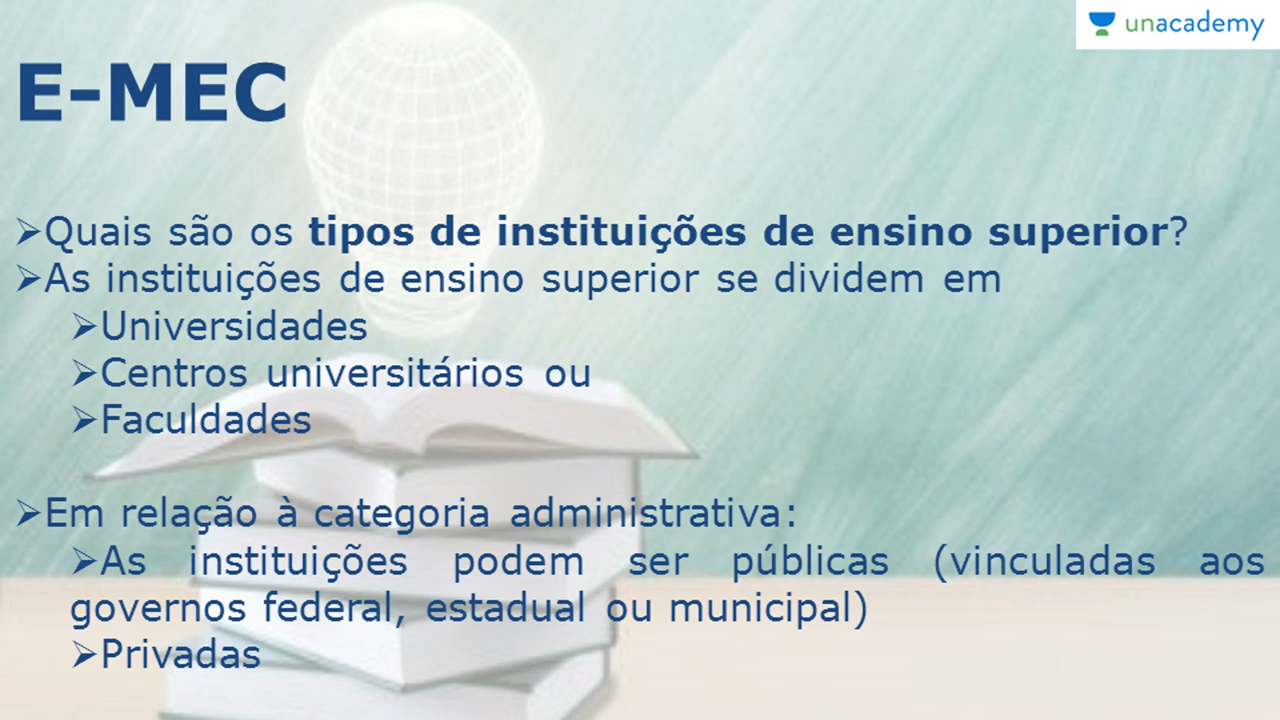 unacademy
E-MEC
➢Quais são os tipos de instituições de ensino superior?
➢As instituições de ensino superior se dividem em
➢Universidades
➢Centros universitários ou
➢Faculdades
➢Em relação à categoria administrativa:
➢As instituições podem ser públicas (vinculadas aos
governos federal, estadual ou municipal)
➢Privadas